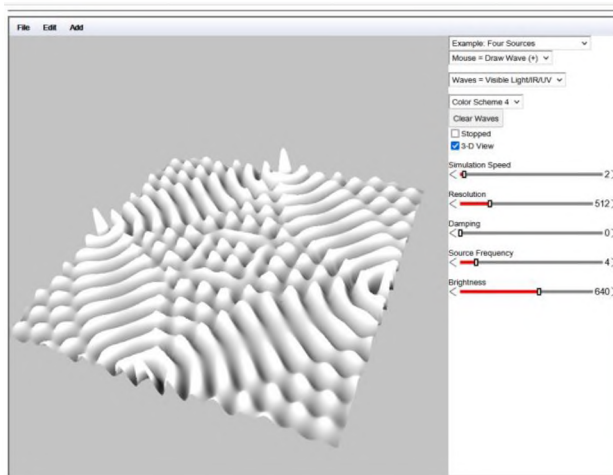 File Edit Add
Example: Four Sources
Mouse = Draw Wave (+)
Waves = Visible Light/IR/UV
Color Scheme 4
Clear Waves
Stopped
3-D View
Simulation Speed
2
Resolution
512
Damping
0
Source Frequency
4
Brightness
640